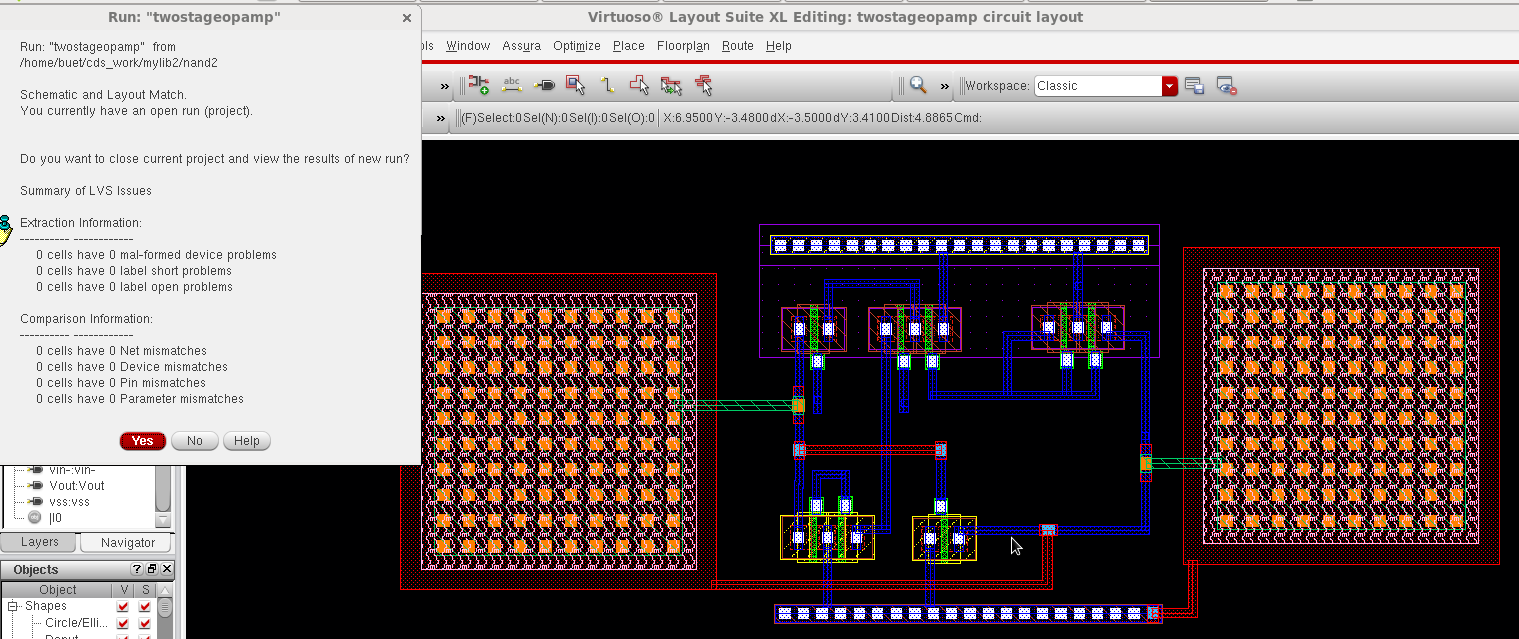 Run: "twostageopamp"
Virtuoso® Layout Suite XL Editing: twostageopamp circuit layout
Window Assura Optimize Place Floorplan Route Help
Run: "twostageopamp" from
/home/buet/cds_work/mylib2/nand2
abc
Workspace: Classic
Schematic and Layout Match.
You currently have an open run (project).
(F)Select:0 Sel(N):0 Sel(I):0 Sel(O):0 X:6.9500 Y:-3.4800 dX:-3.5000 dY:3.4100 Dist:4.8865 Cmd:
Do you want to close current project and view the results of new run?
Summary of LVS Issues
Extraction Information:
---------- ------------
0 cells have 0 mal-formed device problems
0 cells have 0 label short problems
0 cells have 0 label open problems
Comparison Information:
---------- ------------
0 cells have 0 Net mismatches
0 cells have 0 Device mismatches
0 cells have 0 Pin mismatches
0 cells have 0 Parameter mismatches
Yes No Help
vin-:vin-
Vout:Vout
vss:vss
|I0
Layers Navigator
Objects
Object V S
Shapes
Circle/Elli...